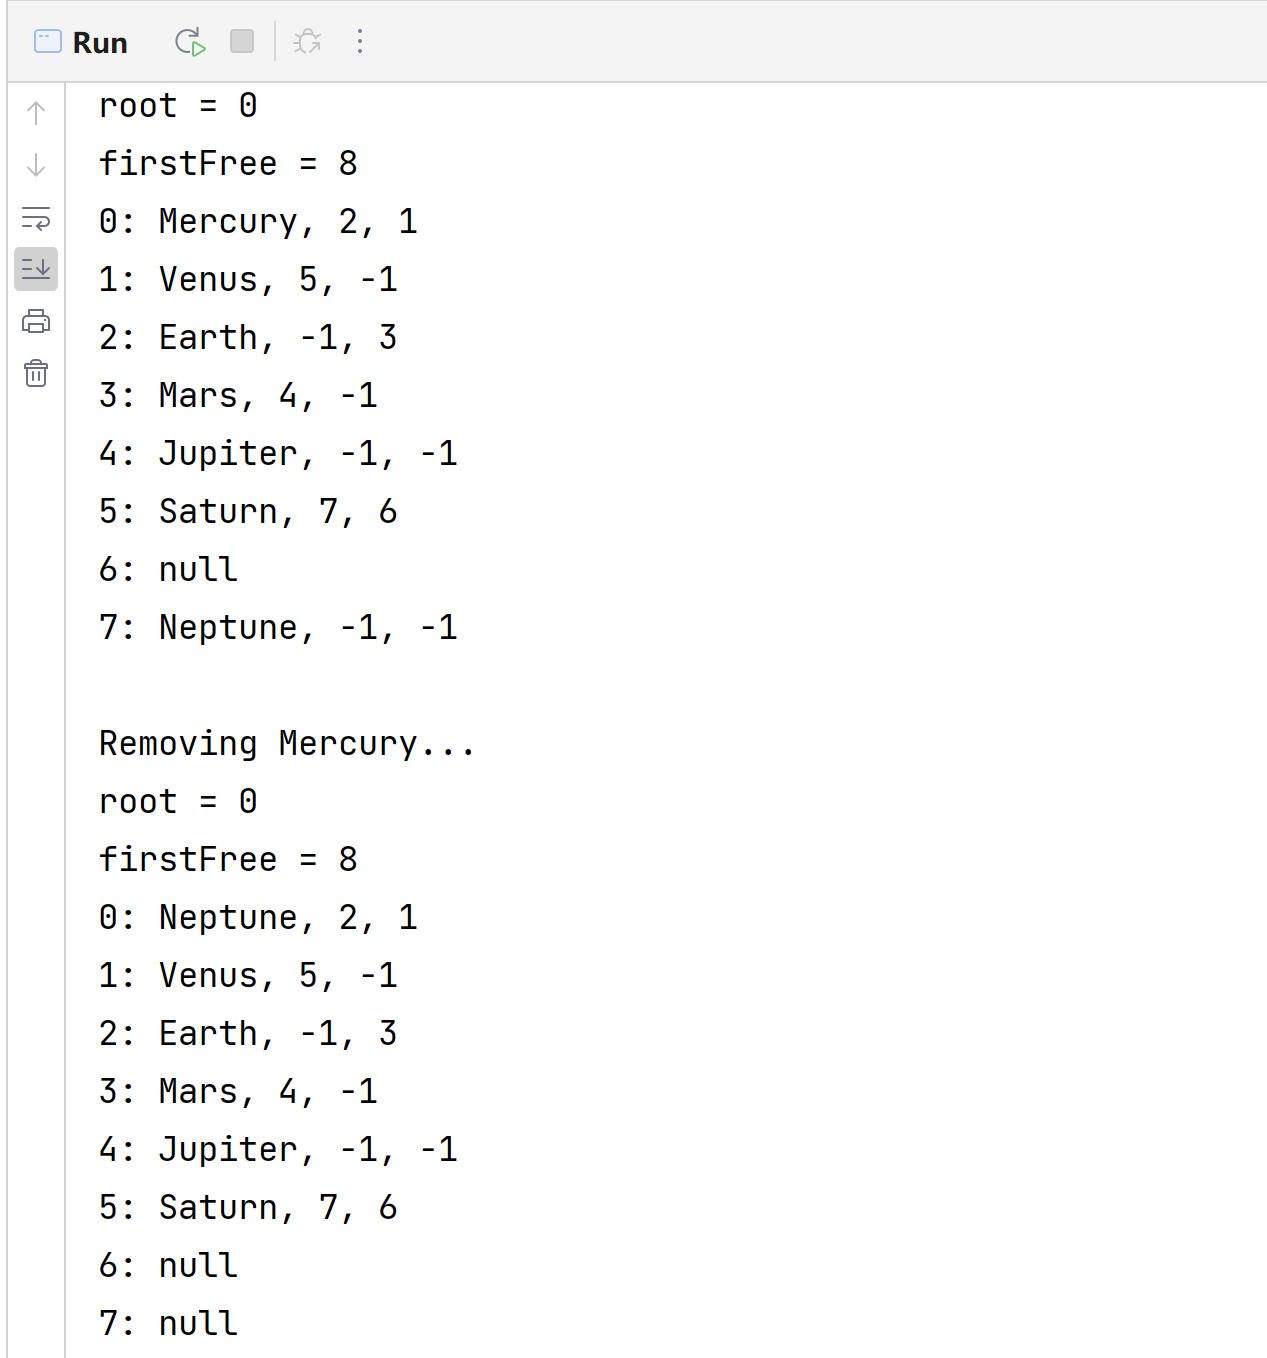 Run
root = 0
firstFree = 8
0: Mercury, 2, 1
1: Venus, 5, -1
2: Earth, -1, 3
3: Mars, 4, -1
4: Jupiter, -1, -1
5: Saturn, 7, 6
6: null
7: Neptune, -1, -1
Removing Mercury...
root = 0
firstFree = 8
0: Neptune, 2, 1
1: Venus, 5, -1
2: Earth, -1, 3
3: Mars, 4, -1
4: Jupiter, -1, -1
5: Saturn, 7, 6
6: null
7: null